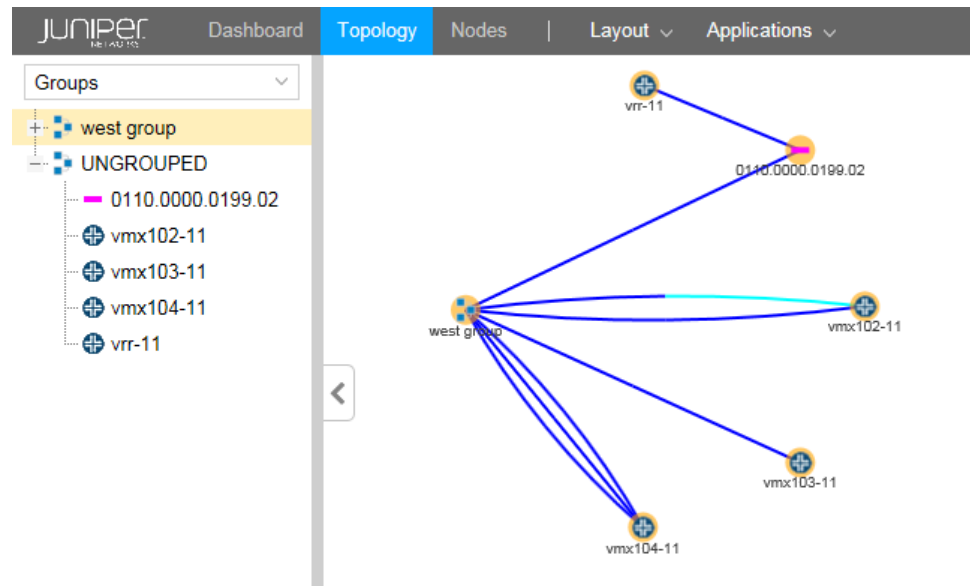 JUNIPER NETWORKS
Dashboard
Topology
Nodes
Layout
Applications
Groups
west group
UNGROUPED
0110.0000.0199.02
vmx102-11
vmx103-11
vmx104-11
vrr-11
vrr-11
0110.0000.0199.02
west group
vmx102-11
vmx103-11
vmx104-11